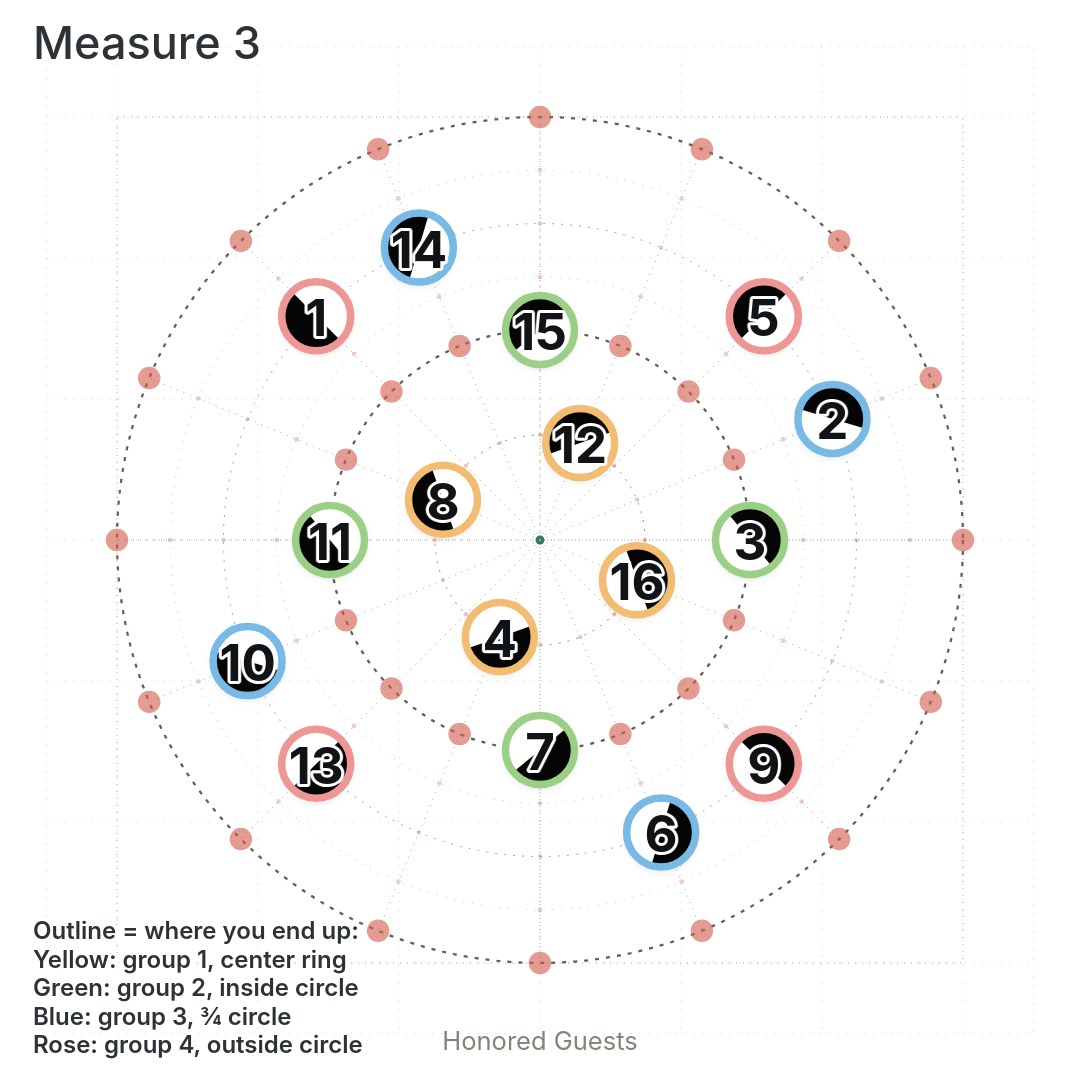 Measure 3
14
1
5
15
2
12
8
11
3
16
4
10
7
13
9
6
Outline = where you end up:
Yellow: group 1, center ring
Green: group 2, inside circle
Blue: group 3, ¾ circle
Rose: group 4, outside circle
Honored Guests